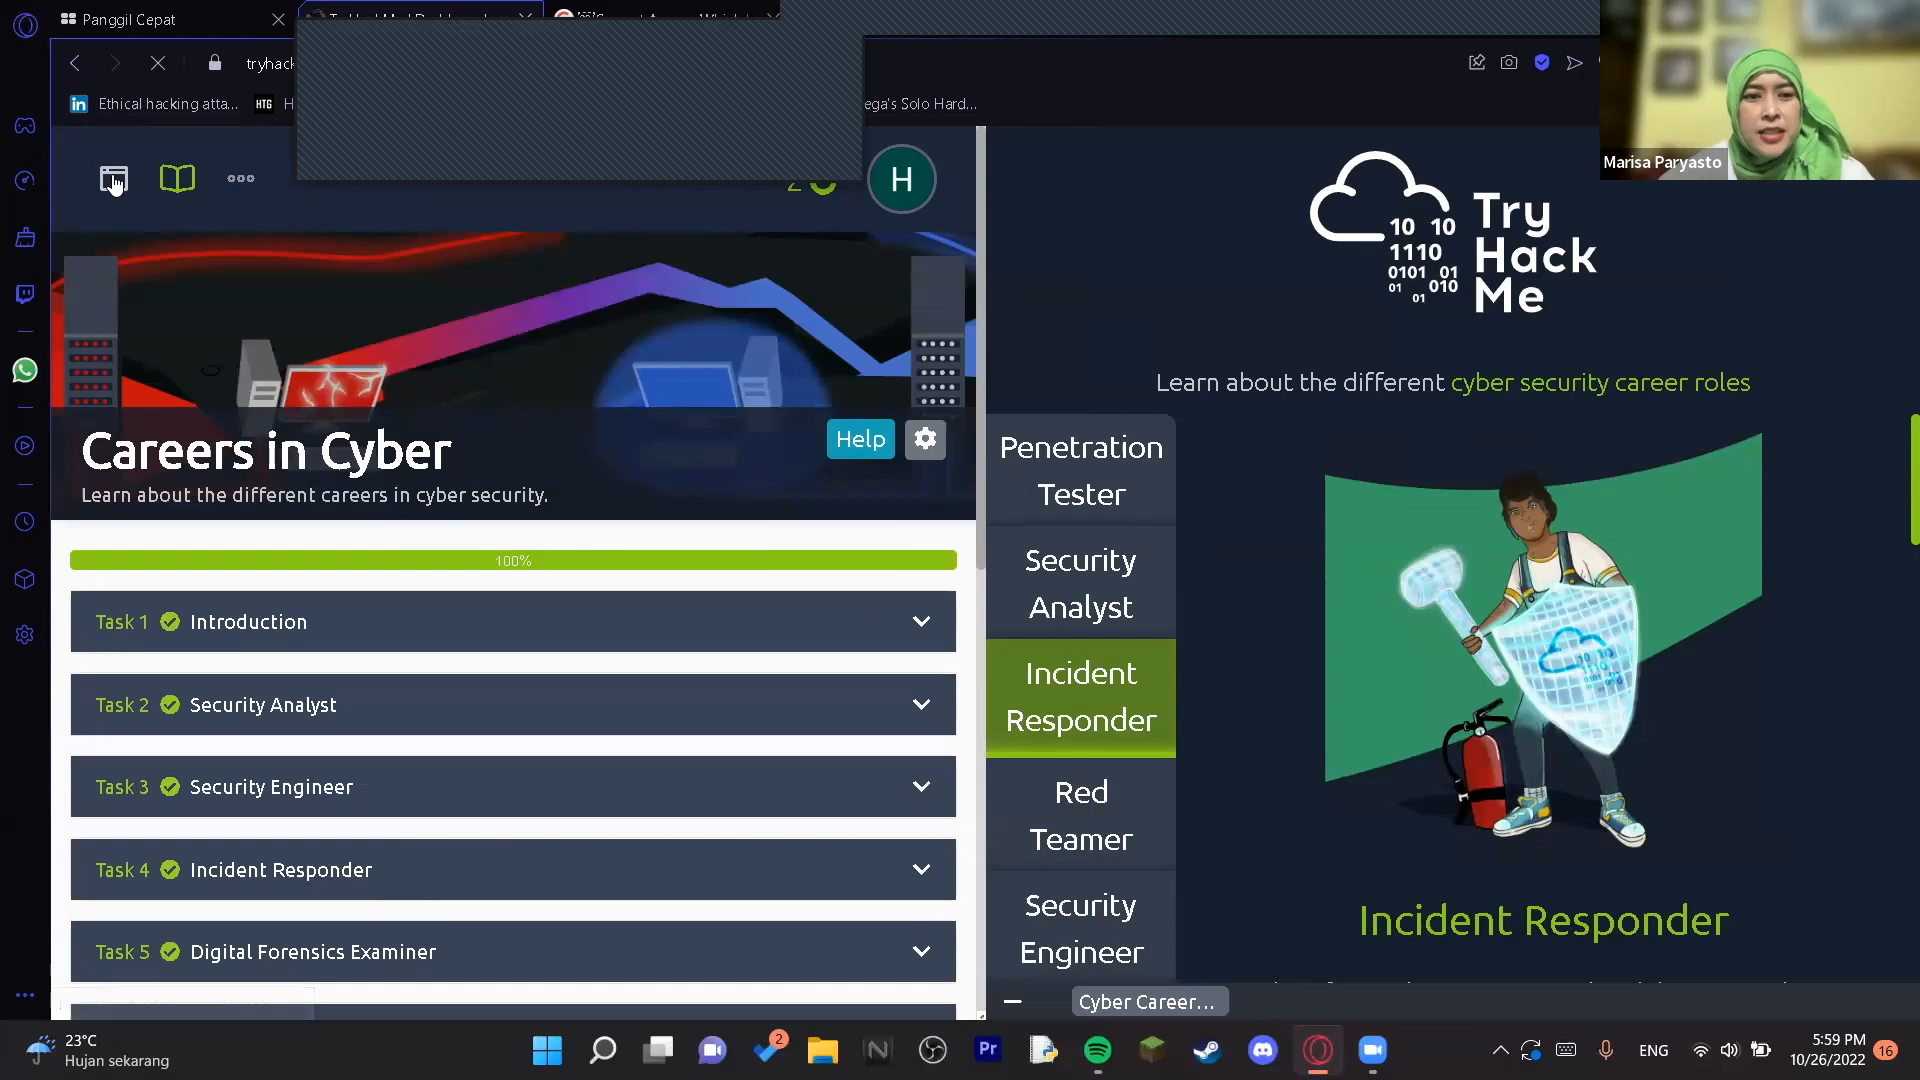 Panggil Cepat
tryhack
Ethical hacking atta...
HTG
H
ega's Solo Hard...
2
H
Careers in Cyber
Learn about the different careers in cyber security.
Help
100%
Task 1 Introduction
Task 2 Security Analyst
Task 3 Security Engineer
Task 4 Incident Responder
Task 5 Digital Forensics Examiner
Marisa Paryasto
10 10
1110
0101 01
01 010
01
Try
Hack
Me
Learn about the different cyber security career roles
Penetration
Tester
Security
Analyst
Incident
Responder
Red
Teamer
Security
Engineer
Incident Responder
Cyber Career...
23°C
Hujan sekarang
2
Pr
ENG
5:59 PM
10/26/2022
16